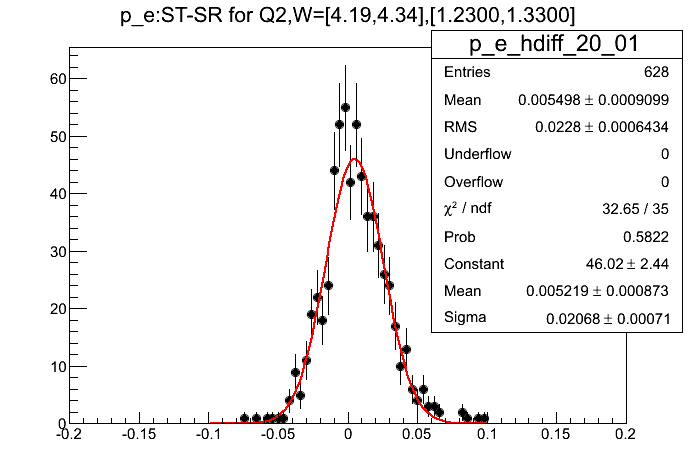 p_e:ST-SR for Q2,W=[4.19,4.34],[1.2300,1.3300]
p_e_hdiff_20_01
Entries 628
Mean 0.005498 ± 0.0009099
RMS 0.0228 ± 0.0006434
Underflow 0
Overflow 0
χ² / ndf 32.65 / 35
Prob 0.5822
Constant 46.02 ± 2.44
Mean 0.005219 ± 0.000873
Sigma 0.02068 ± 0.00071
60
50
40
30
20
10
0
-0.2 -0.15 -0.1 -0.05 0 0.05 0.1 0.15 0.2